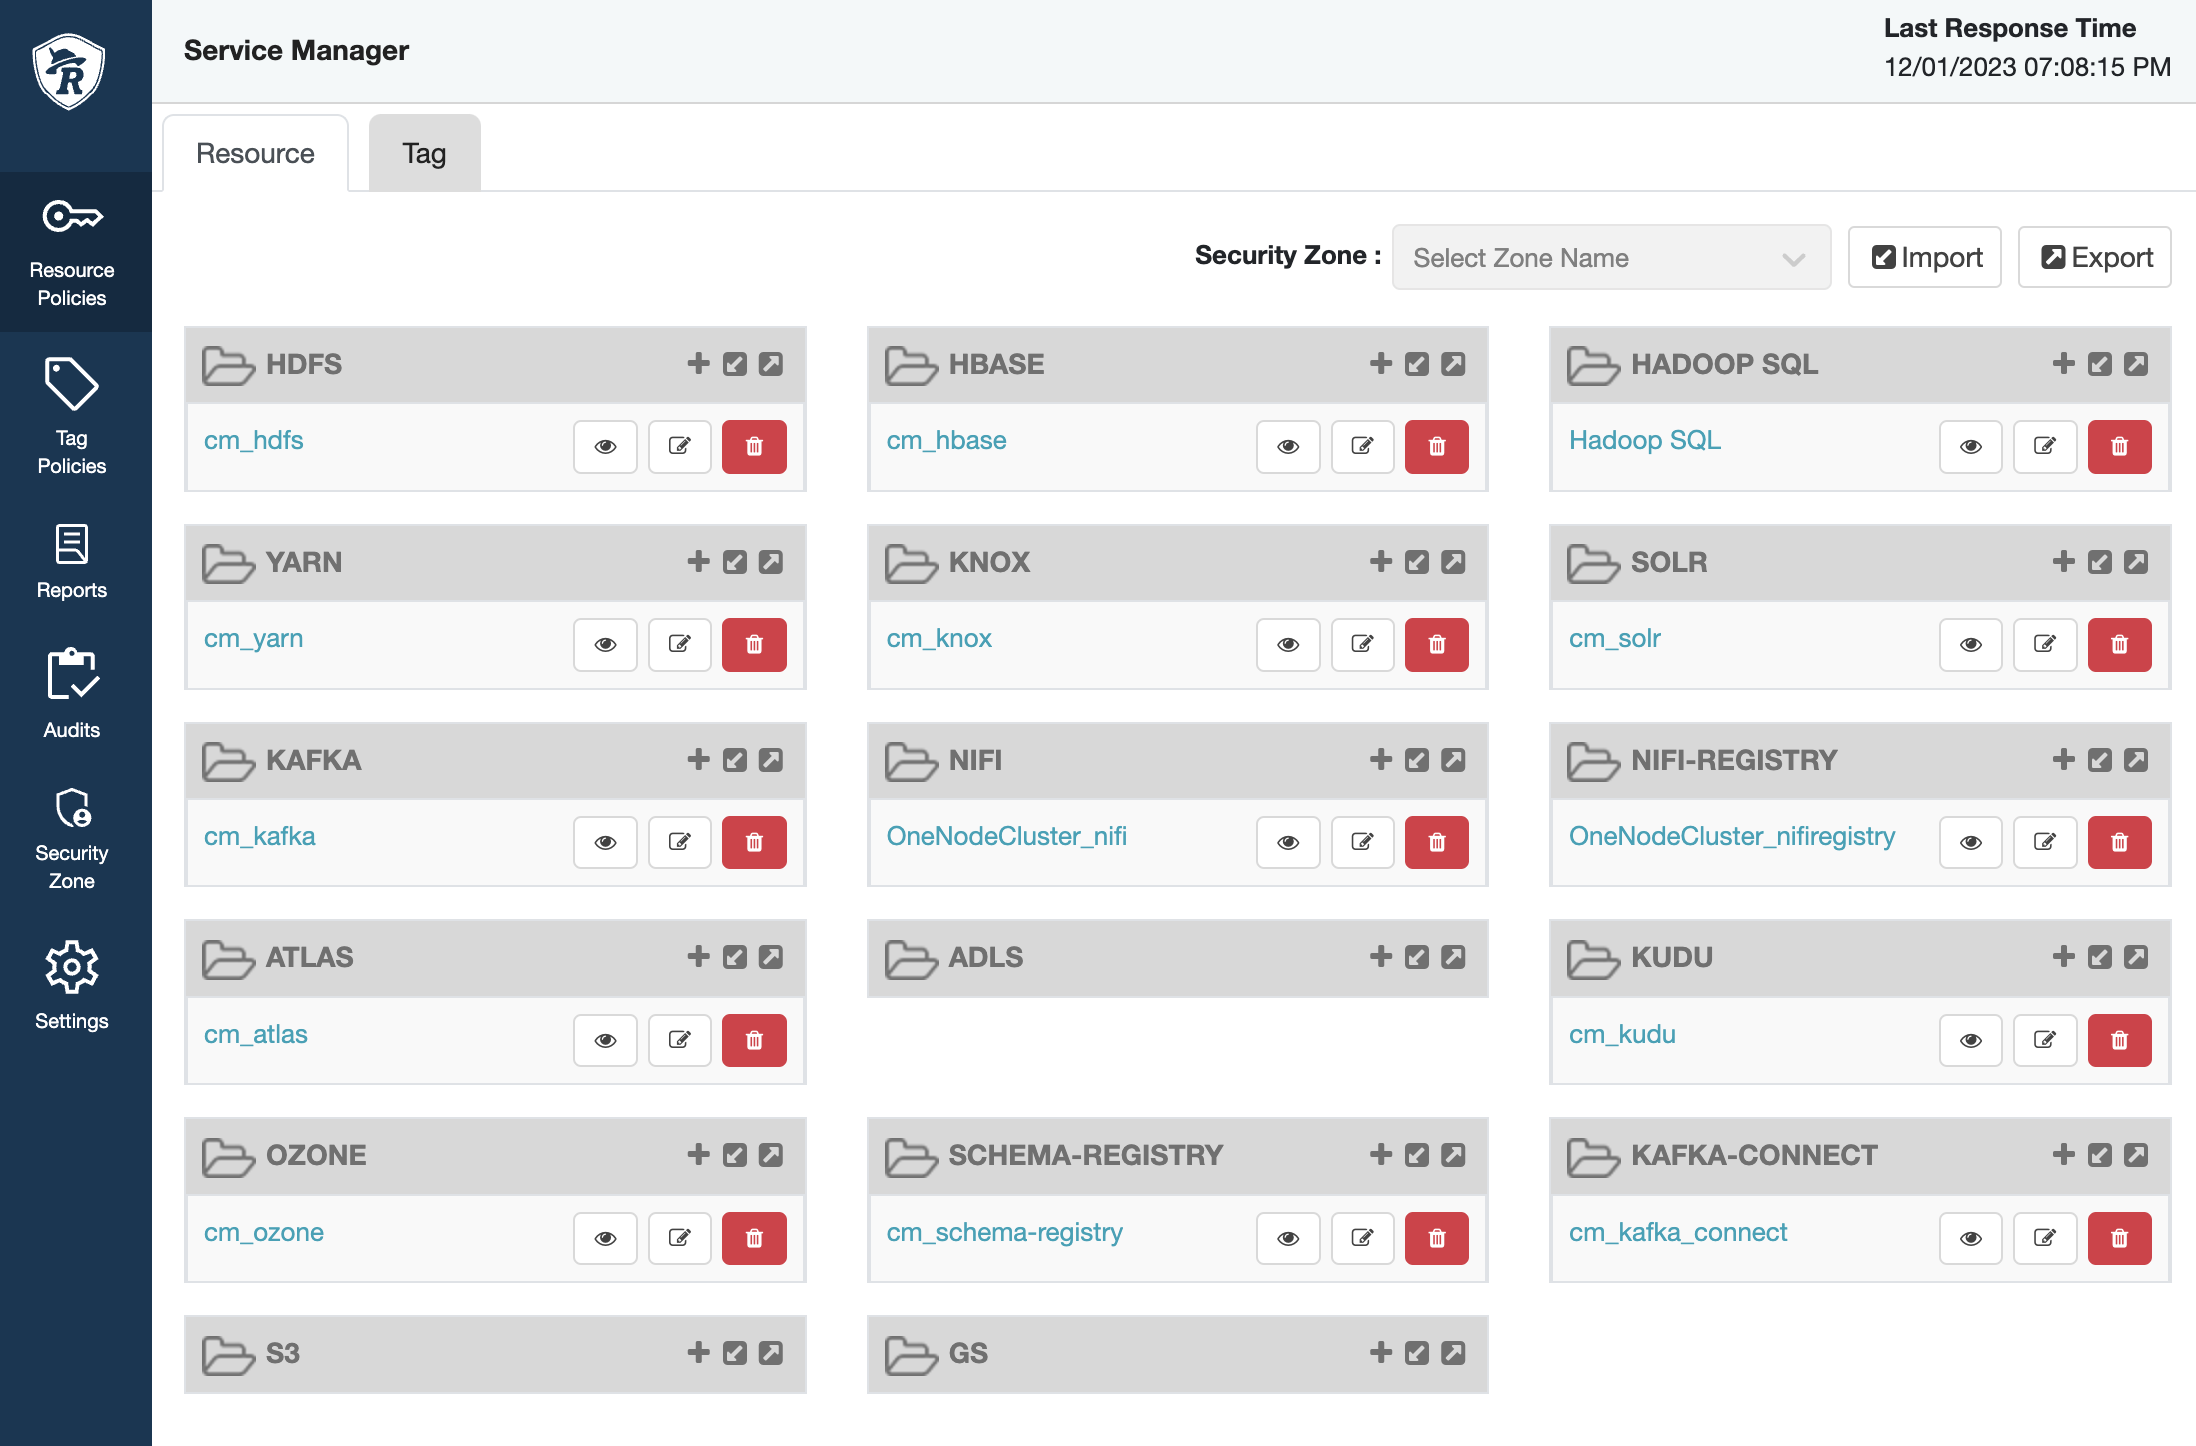 Service Manager
Last Response Time
12/01/2023 07:08:15 PM
R
Resource
Tag
Resource
Policies
Tag
Policies
Reports
Audits
Security
Zone
Settings
Security Zone :
Select Zone Name
Import
Export
HDFS
HBASE
HADOOP SQL
cm_hdfs
cm_hbase
Hadoop SQL
YARN
KNOX
SOLR
cm_yarn
cm_knox
cm_solr
KAFKA
NIFI
NIFI-REGISTRY
cm_kafka
OneNodeCluster_nifi
OneNodeCluster_nifiregistry
ATLAS
ADLS
KUDU
cm_atlas
cm_kudu
OZONE
SCHEMA-REGISTRY
KAFKA-CONNECT
cm_ozone
cm_schema-registry
cm_kafka_connect
S3
GS